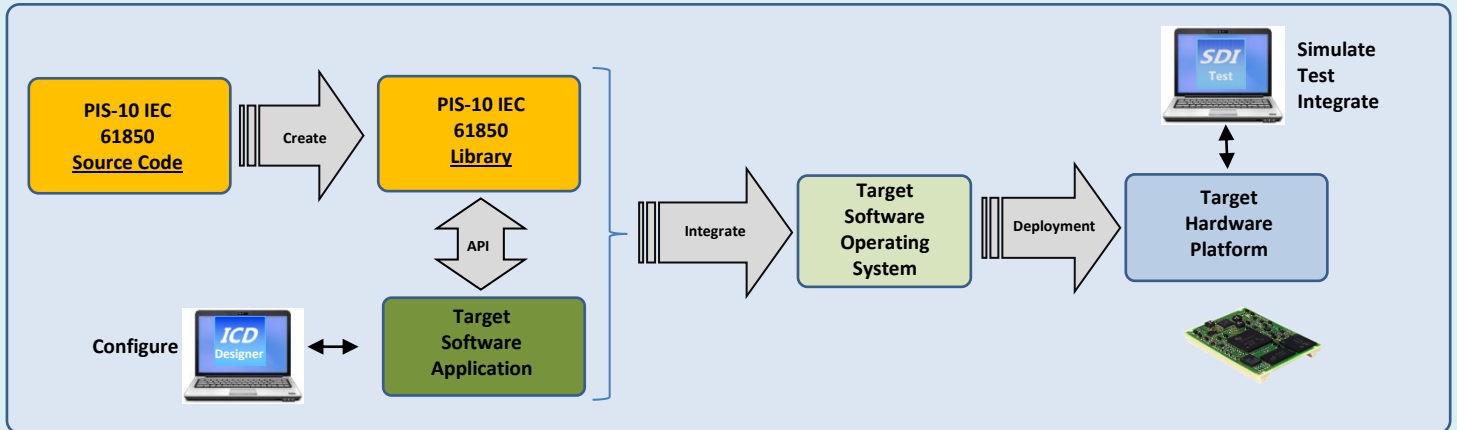 PIS-10 IEC
61850
Source Code
Create
PIS-10 IEC
61850
Library
API
Configure
ICD
Designer
Target
Software
Application
Integrate
Target
Software
Operating
System
Deployment
Target
Hardware
Platform
SDI
Test
Simulate
Test
Integrate